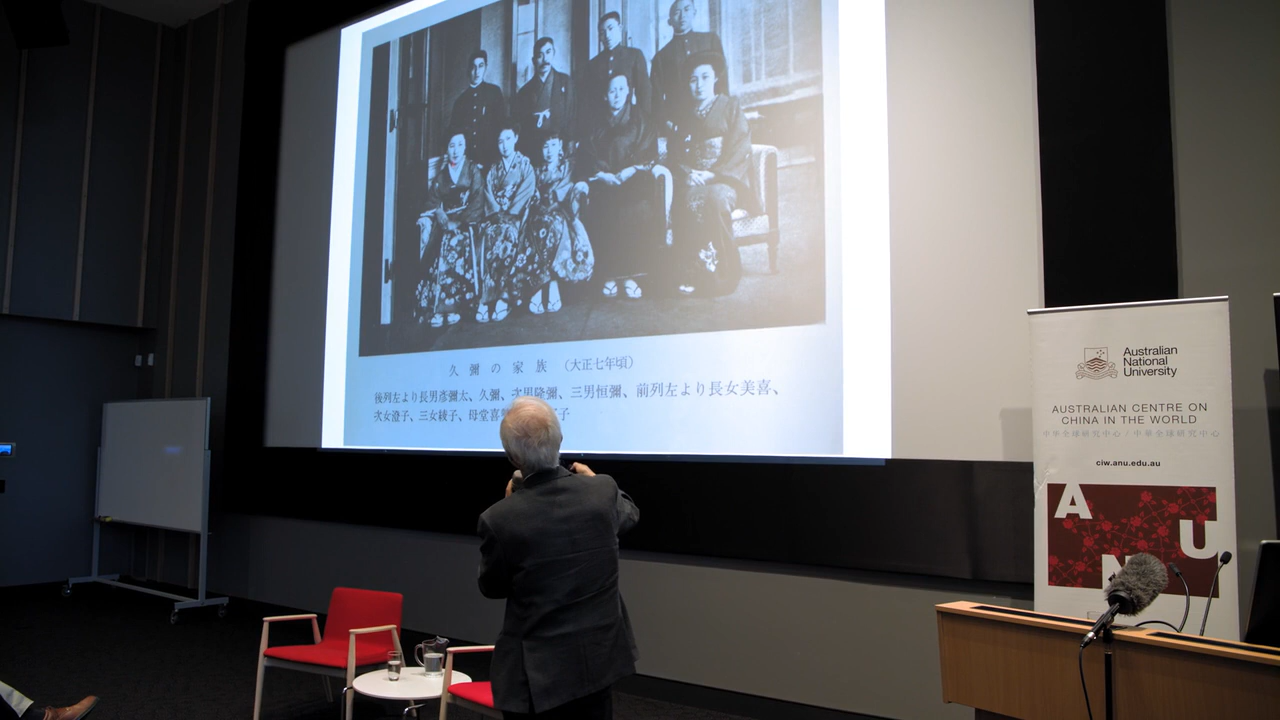 久彌の家族 (大正七年頃)
後列左より長男彦彌太、久彌、次男隆彌、三男恒彌、前列左より長女美喜、
次女澄子、三女綾子、母堂喜
子
Australian
National
University
AUSTRALIAN CENTRE ON
CHINA IN THE WORLD
中华全球研究中心 / 中華全球研究中心
ciw.anu.edu.au
A
N
U